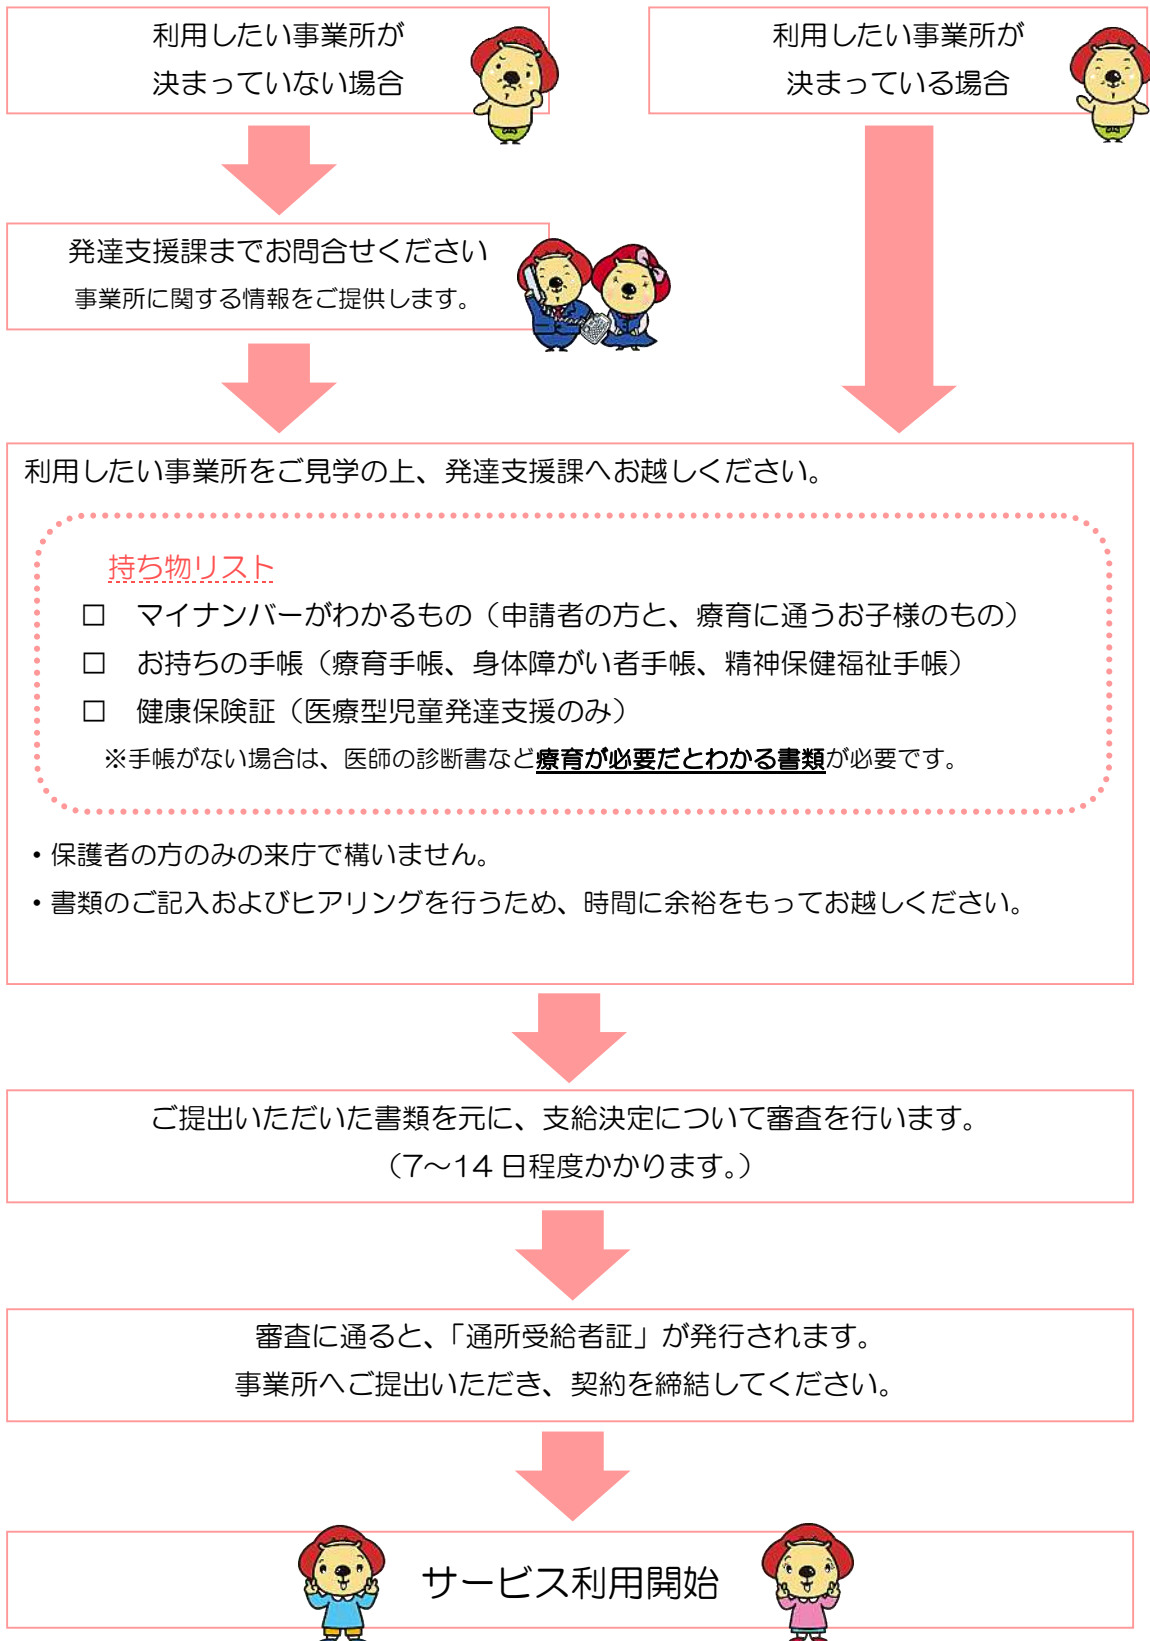 利用したい事業所が
決まっていない場合
利用したい事業所が
決まっている場合
発達支援課までお問合せください
事業所に関する情報をご提供します。
利用したい事業所をご見学の上、発達支援課へお越しください。
持ち物リスト
□ マイナンバーがわかるもの（申請者の方と、療育に通うお子様のもの）
□ お持ちの手帳（療育手帳、身体障がい者手帳、精神保健福祉手帳）
□ 健康保険証（医療型児童発達支援のみ）
※手帳がない場合は、医師の診断書など療育が必要だとわかる書類が必要です。
・保護者の方のみの来庁で構いません。
・書類のご記入およびヒアリングを行うため、時間に余裕をもってお越しください。
ご提出いただいた書類を元に、支給決定について審査を行います。
（7～14 日程度かかります。）
審査に通ると、「通所受給者証」が発行されます。
事業所へご提出いただき、契約を締結してください。
サービス利用開始